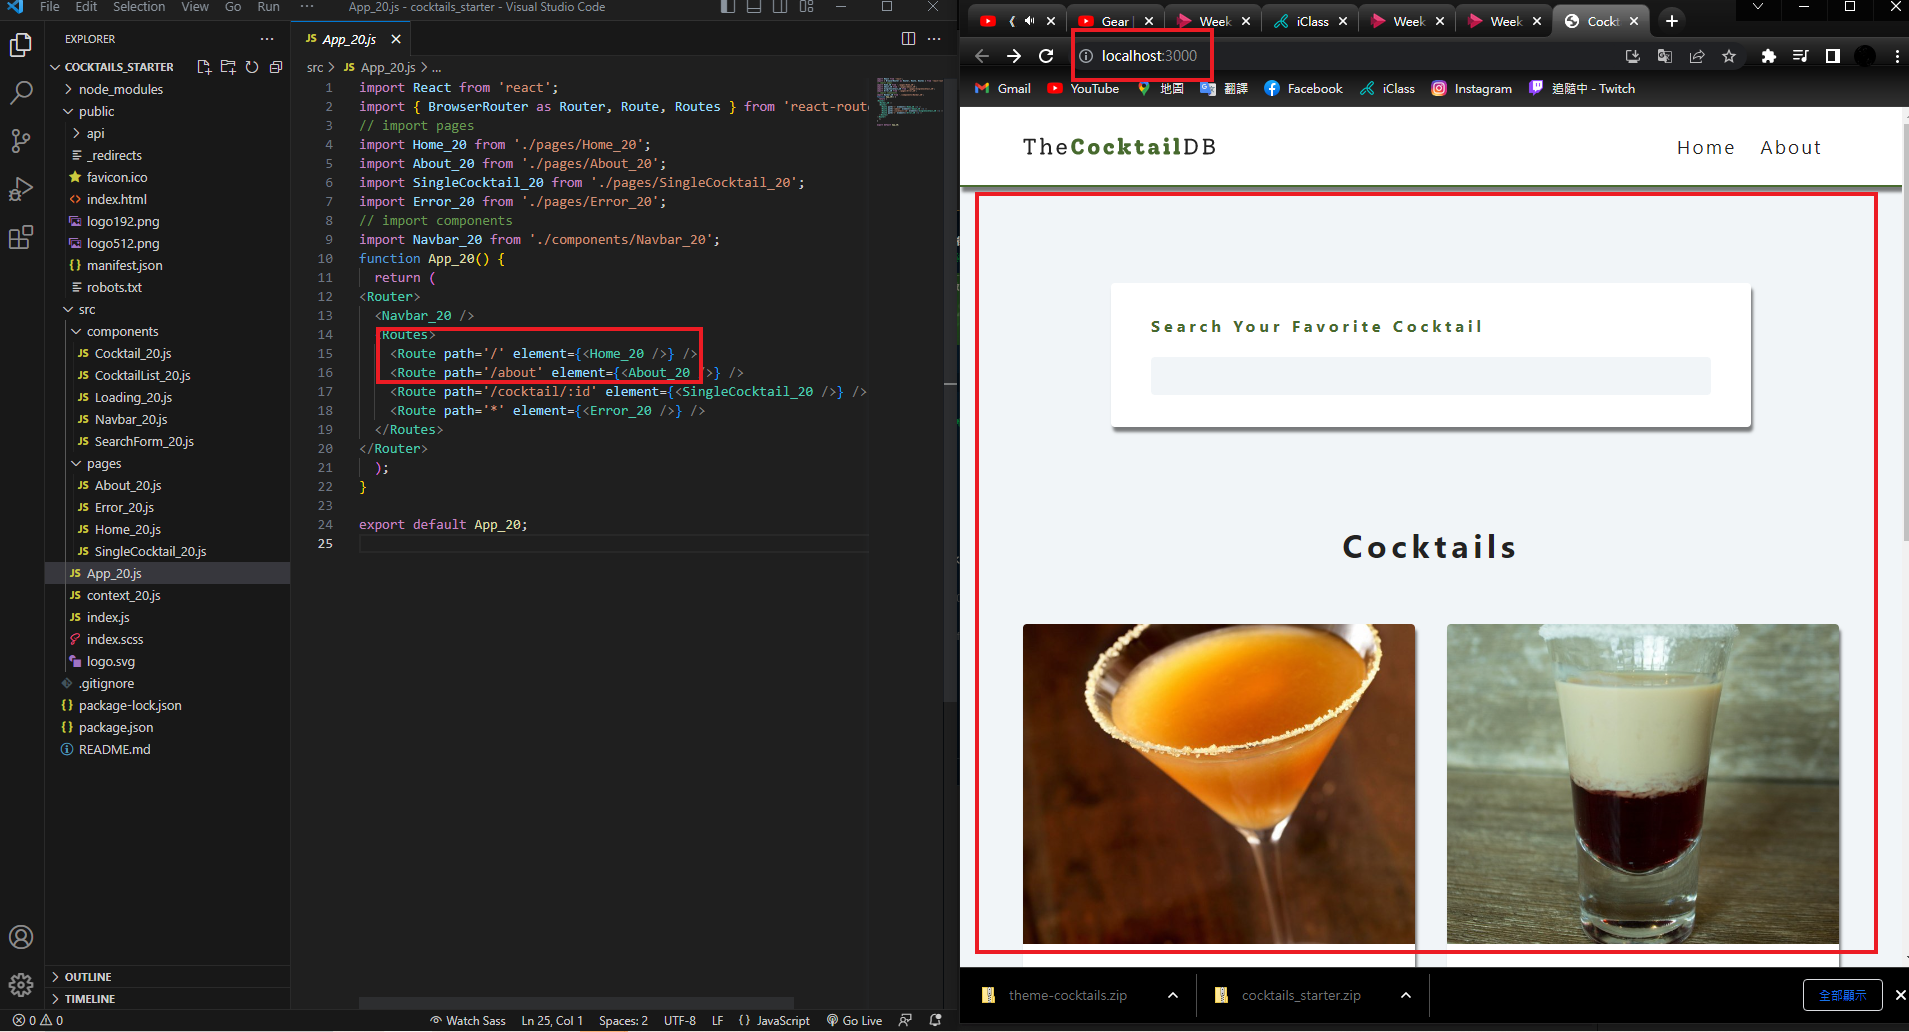 File Edit Selection View Go Run ··· App_20.js - cocktails_starter - Visual Studio Code
EXPLORER ···
COCKTAILS_STARTER
node_modules
public
api
_redirects
favicon.ico
index.html
logo192.png
logo512.png
manifest.json
robots.txt
src
components
Cocktail_20.js
CocktailList_20.js
Loading_20.js
Navbar_20.js
SearchForm_20.js
pages
About_20.js
Error_20.js
Home_20.js
SingleCocktail_20.js
App_20.js
context_20.js
index.js
index.scss
logo.svg
.gitignore
package-lock.json
package.json
README.md
OUTLINE
TIMELINE
JS App_20.js
src > JS App_20.js > ...
1 import React from 'react';
2 import { BrowserRouter as Router, Route, Routes } from 'react-route
3 // import pages
4 import Home_20 from './pages/Home_20';
5 import About_20 from './pages/About_20';
6 import SingleCocktail_20 from './pages/SingleCocktail_20';
7 import Error_20 from './pages/Error_20';
8 // import components
9 import Navbar_20 from './components/Navbar_20';
10 function App_20() {
11 return (
12 <Router>
13 <Navbar_20 />
14 <Routes>
15 <Route path='/' element={<Home_20 />} />
16 <Route path='/about' element={<About_20 />} />
17 <Route path='/cocktail/:id' element={<SingleCocktail_20 />} />
18 <Route path='*' element={<Error_20 />} />
19 </Routes>
20 </Router>
21 );
22 }
23
24 export default App_20;
25
0 0 Watch Sass Ln 25, Col 1 Spaces: 2 UTF-8 LF {} JavaScript Go Live
Gear Week iClass Week Week Cockt
localhost:3000
Gmail YouTube 地圖 翻譯 Facebook iClass Instagram 追隨中 - Twitch
TheCocktailDB Home About
Search Your Favorite Cocktail
Cocktails
theme-cocktails.zip cocktails_starter.zip 全部顯示